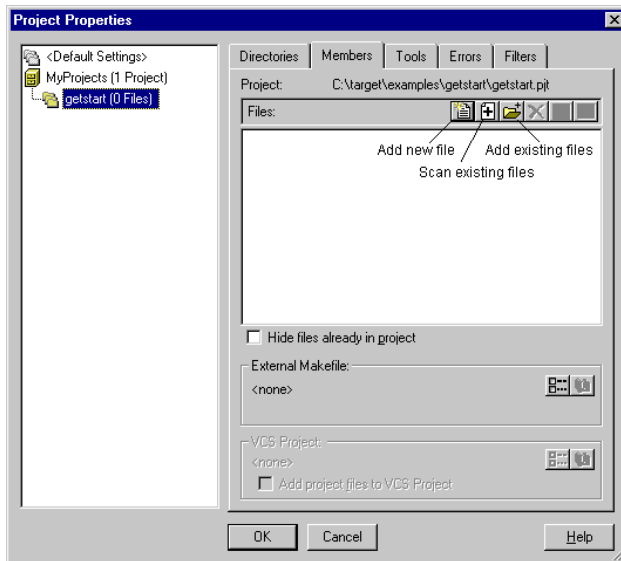 Project Properties
<Default Settings>
MyProjects (1 Project)
getstart (0 Files)
Directories Members Tools Errors Filters
Project: C:\target\examples\getstart\getstart.pjt
Files:
Add new file Add existing files
Scan existing files
Hide files already in project
External Makefile:
<none>
VCS Project:
<none>
Add project files to VCS Project
OK Cancel Help